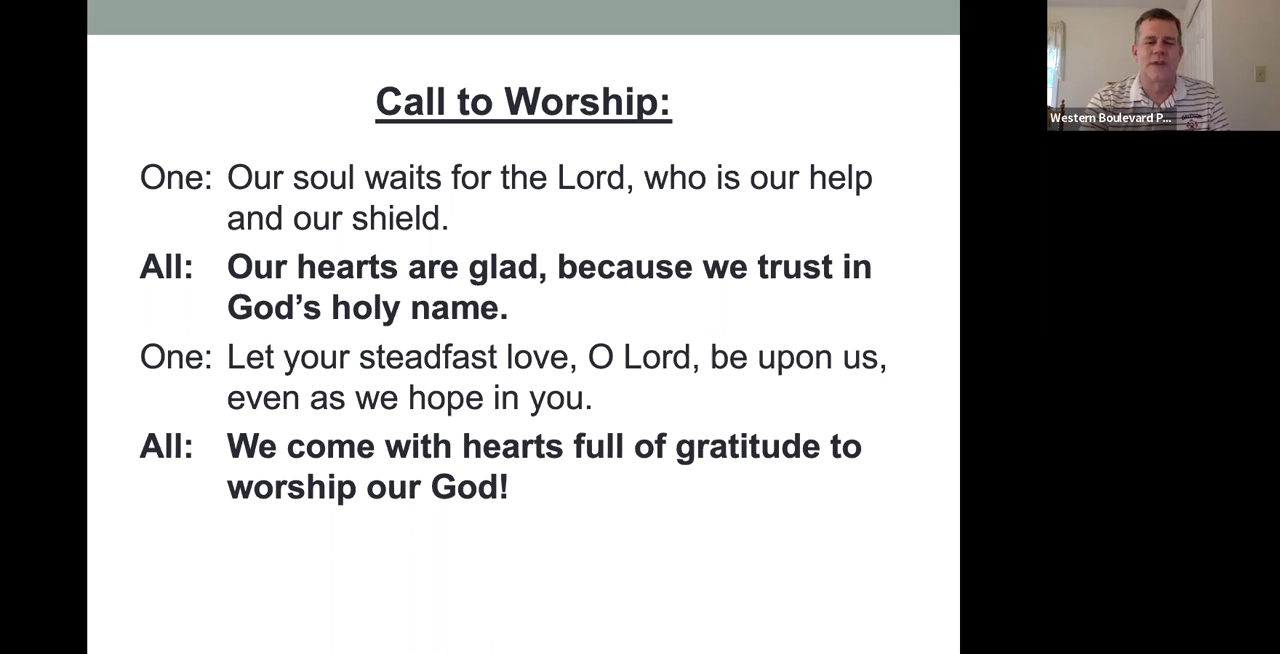 Call to Worship:
One: Our soul waits for the Lord, who is our help
and our shield.
All: Our hearts are glad, because we trust in
God’s holy name.
One: Let your steadfast love, O Lord, be upon us,
even as we hope in you.
All: We come with hearts full of gratitude to
worship our God!
Western Boulevard P...